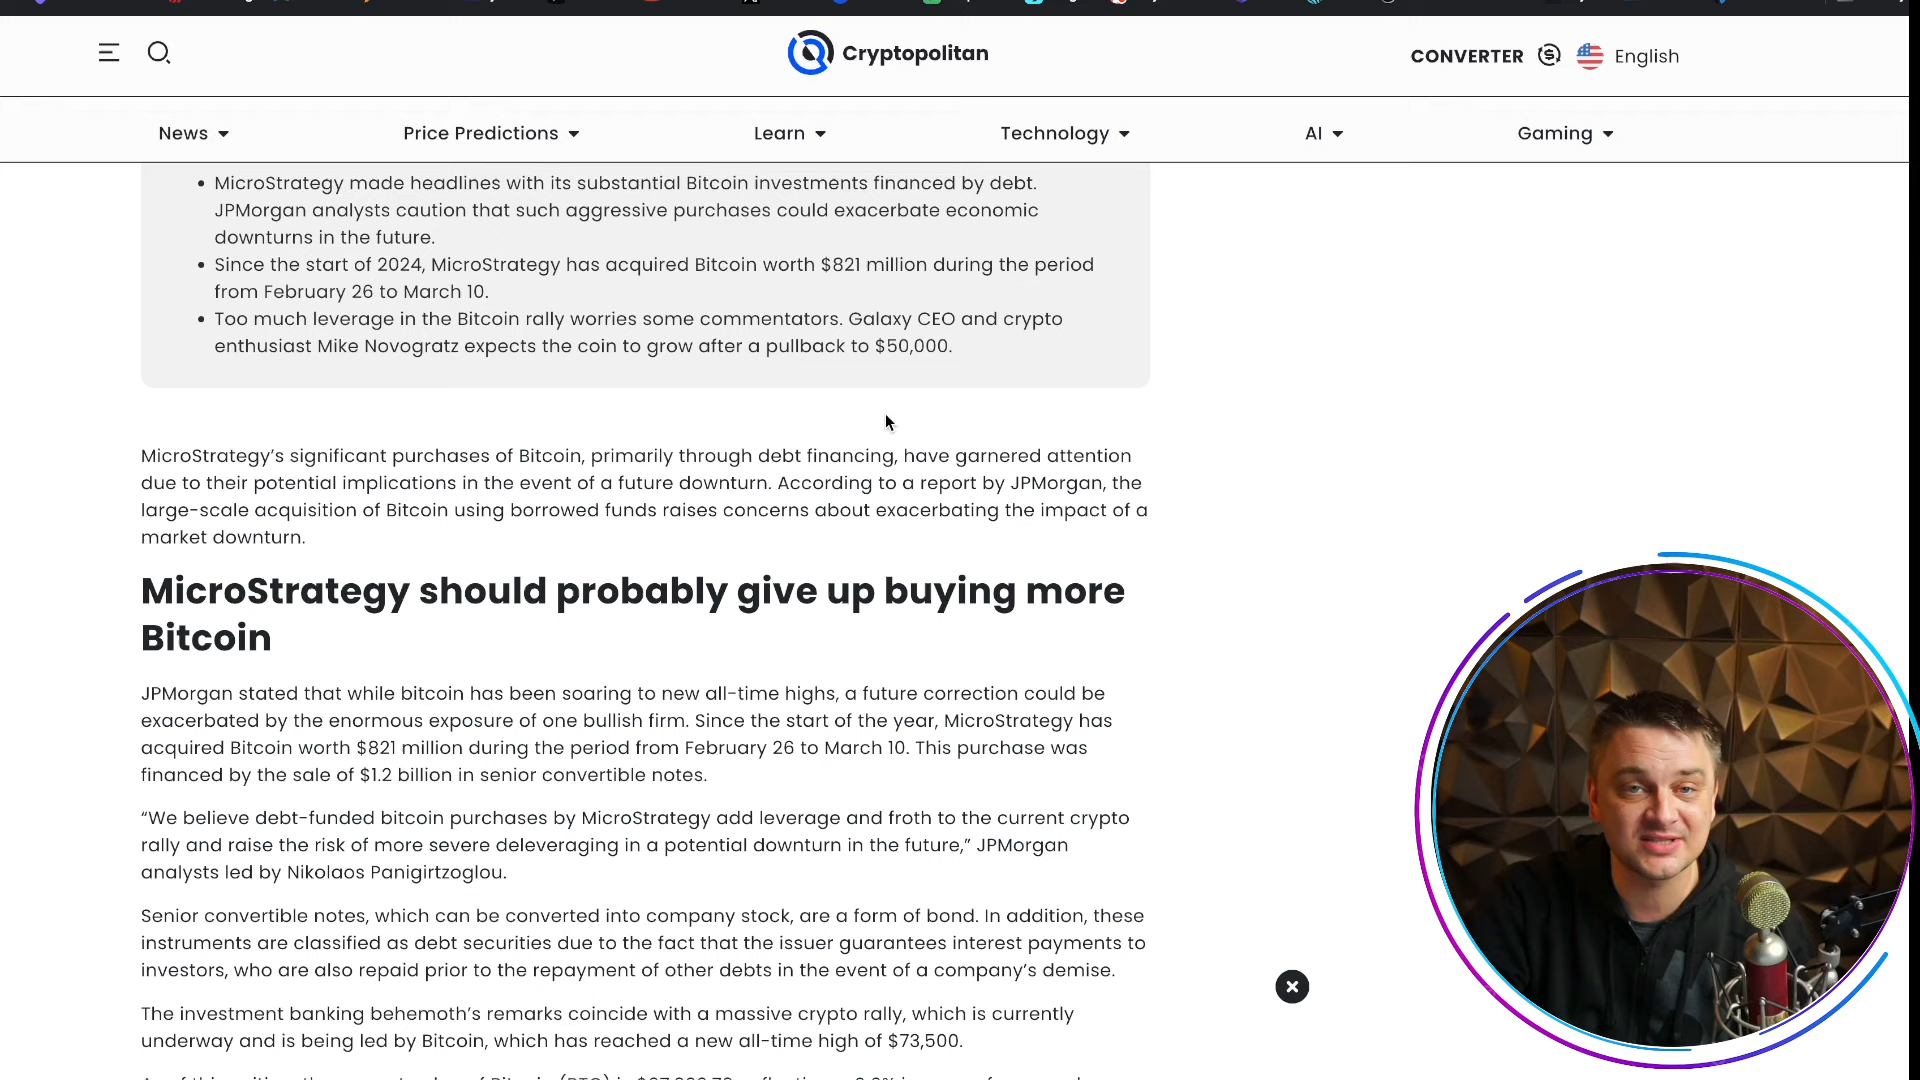 Cryptopolitan
CONVERTER
English
News
Price Predictions
Learn
Technology
AI
Gaming
MicroStrategy made headlines with its substantial Bitcoin investments financed by debt.
JPMorgan analysts caution that such aggressive purchases could exacerbate economic
downturns in the future.
Since the start of 2024, MicroStrategy has acquired Bitcoin worth $821 million during the period
from February 26 to March 10.
Too much leverage in the Bitcoin rally worries some commentators. Galaxy CEO and crypto
enthusiast Mike Novogratz expects the coin to grow after a pullback to $50,000.
MicroStrategy’s significant purchases of Bitcoin, primarily through debt financing, have garnered attention
due to their potential implications in the event of a future downturn. According to a report by JPMorgan, the
large-scale acquisition of Bitcoin using borrowed funds raises concerns about exacerbating the impact of a
market downturn.
MicroStrategy should probably give up buying more
Bitcoin
JPMorgan stated that while bitcoin has been soaring to new all-time highs, a future correction could be
exacerbated by the enormous exposure of one bullish firm. Since the start of the year, MicroStrategy has
acquired Bitcoin worth $821 million during the period from February 26 to March 10. This purchase was
financed by the sale of $1.2 billion in senior convertible notes.
“We believe debt-funded bitcoin purchases by MicroStrategy add leverage and froth to the current crypto
rally and raise the risk of more severe deleveraging in a potential downturn in the future,” JPMorgan
analysts led by Nikolaos Panigirtzoglou.
Senior convertible notes, which can be converted into company stock, are a form of bond. In addition, these
instruments are classified as debt securities due to the fact that the issuer guarantees interest payments to
investors, who are also repaid prior to the repayment of other debts in the event of a company’s demise.
The investment banking behemoth’s remarks coincide with a massive crypto rally, which is currently
underway and is being led by Bitcoin, which has reached a new all-time high of $73,500.